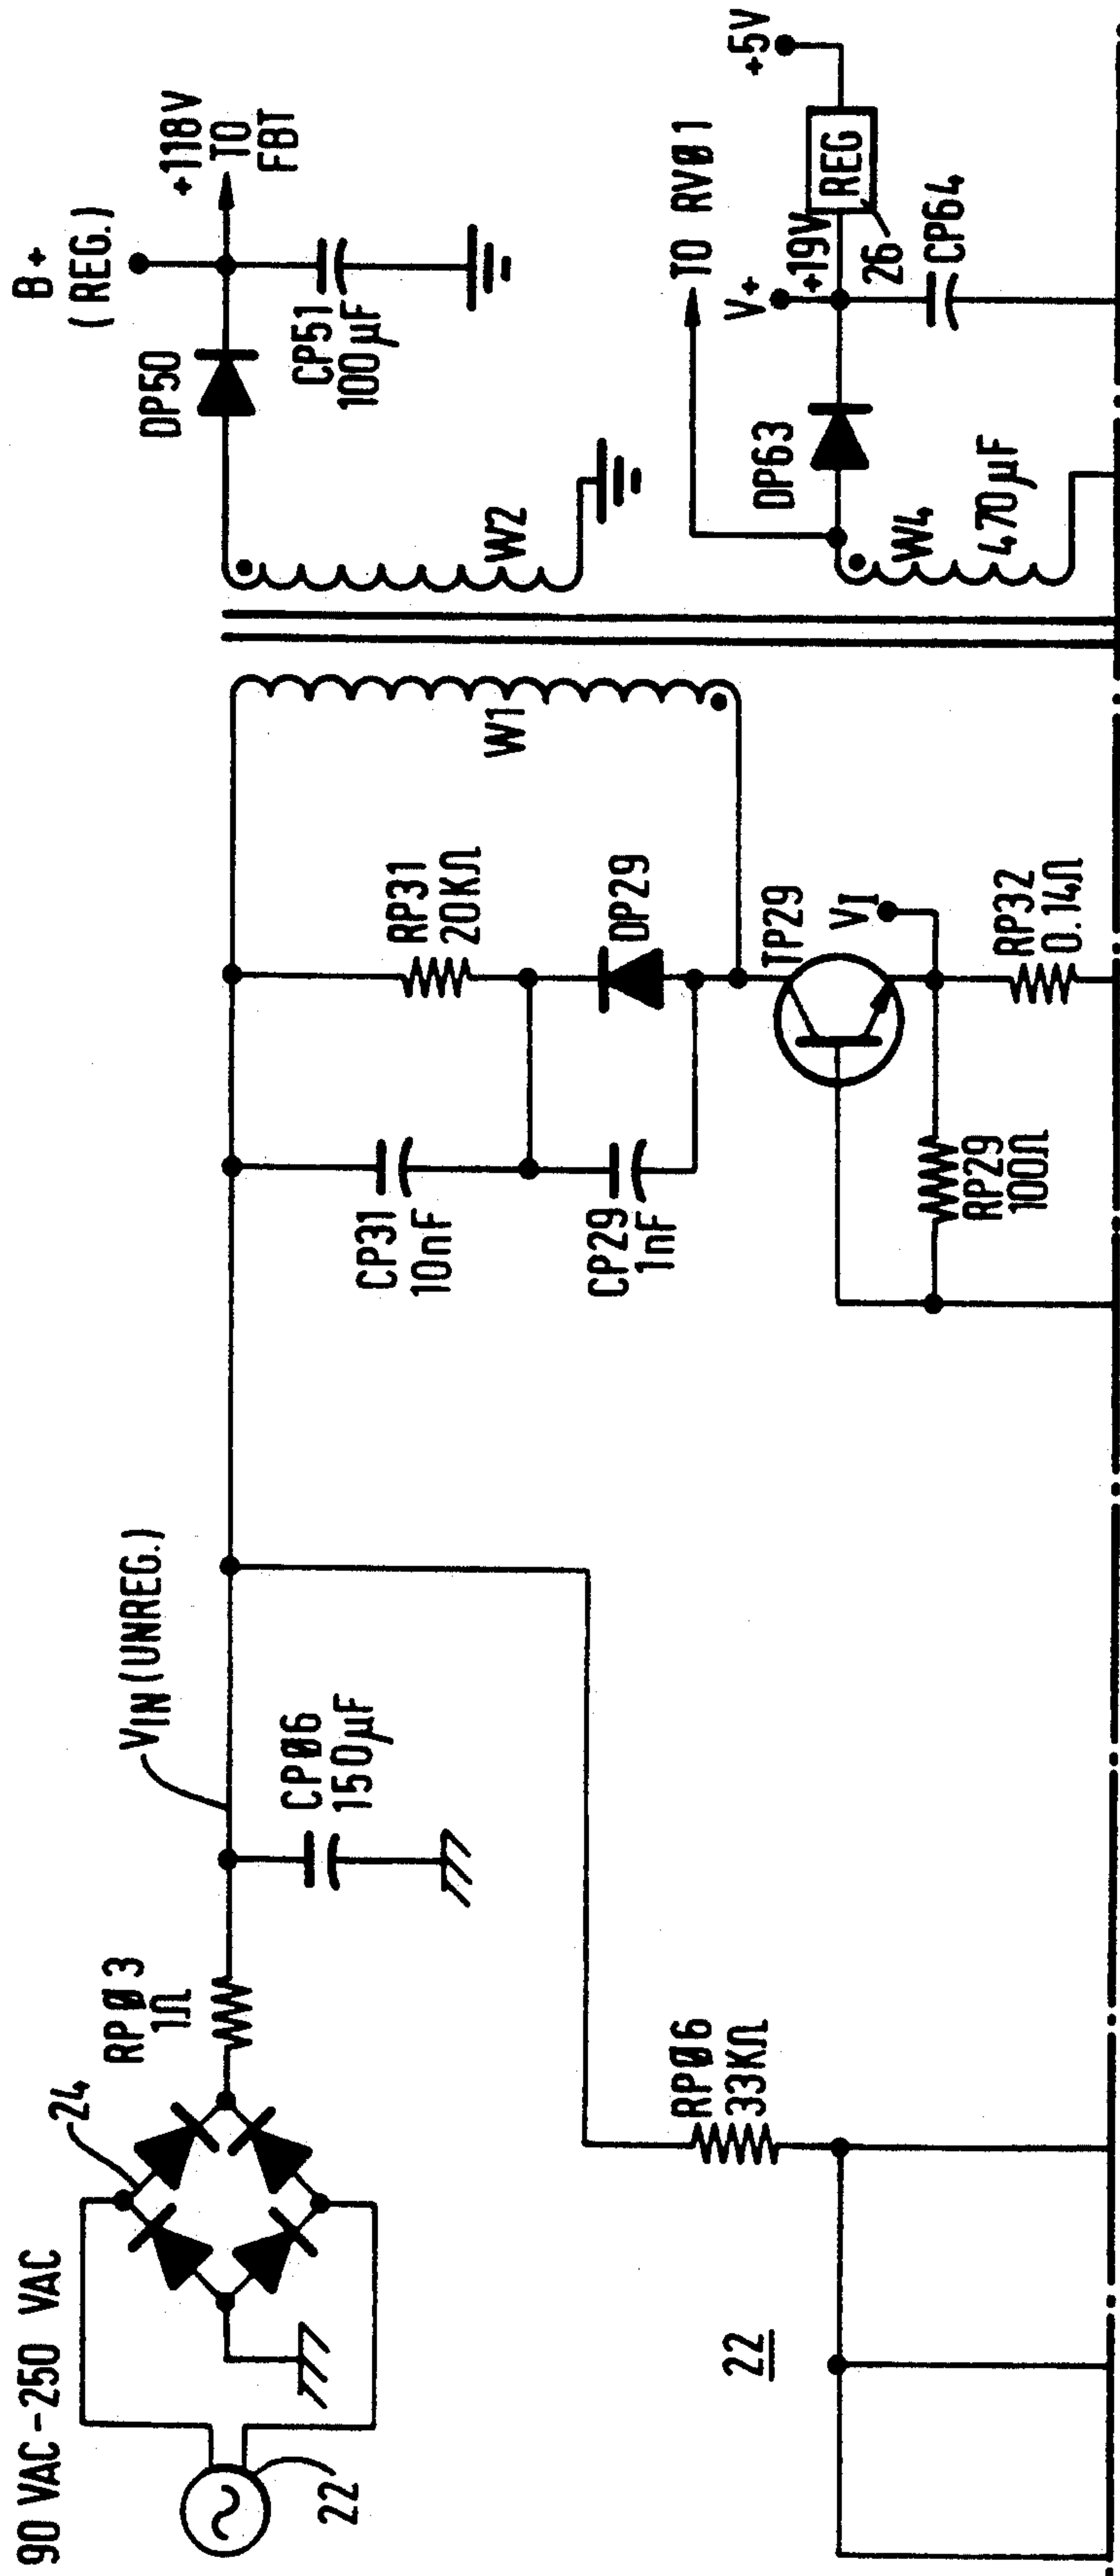 90 VAC-250 VAC
22
24
RPØ3
1Ω
VIN (UNREG.)
CPØ6
150µF
RPØ6
33KΩ
22
CP31
10nF
CP29
1nF
RP31
20KΩ
DP29
W1
TP29
VI
RP29
100Ω
RP32
0.14Ω
B+
(REG.)
+118V
TO
FBT
DP50
CP51
100µF
W2
TO RVØ1
V+
+19V
REG
26
+5V
DP63
CP64
W4
470µF